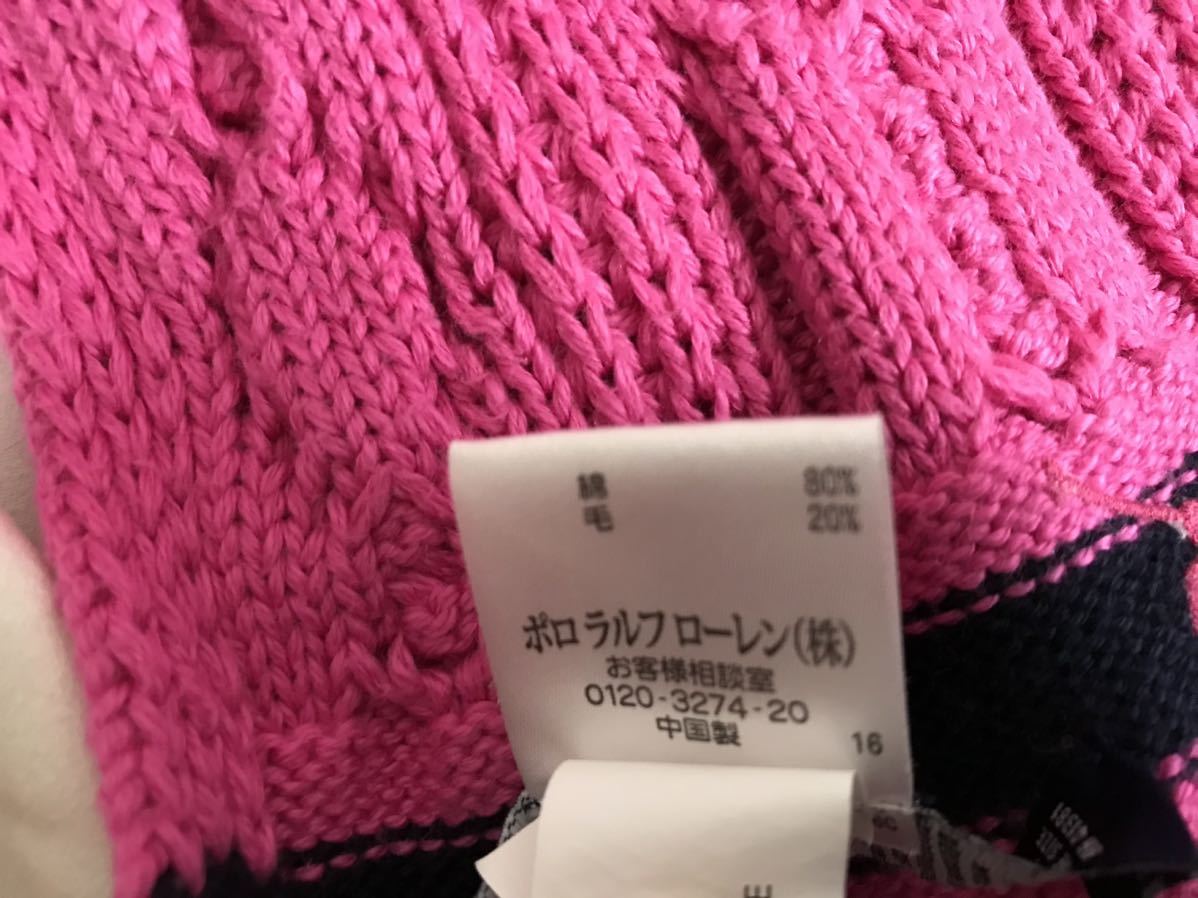 綿 80%
毛 20%
ポロ ラルフ ローレン(株)
お客様相談室
0120-3274-20
中国製
16